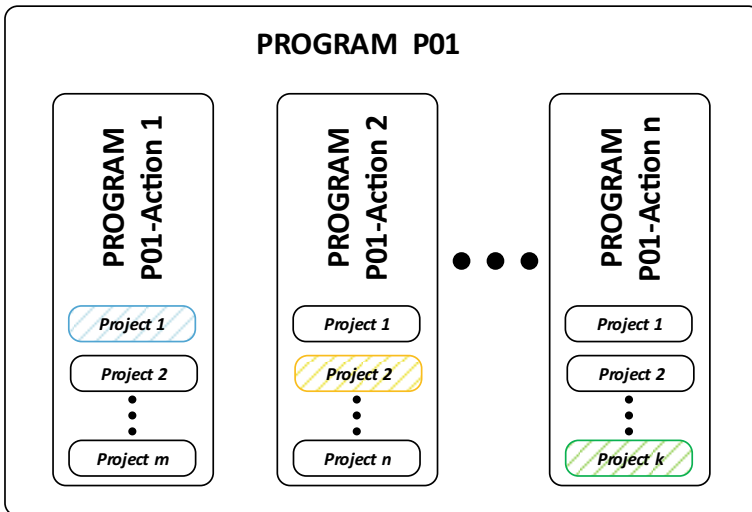 PROGRAM P01
PROGRAM
P01-Action 1
Project 1
Project 2
Project m
PROGRAM
P01-Action 2
Project 1
Project 2
Project n
PROGRAM
P01-Action n
Project 1
Project 2
Project k